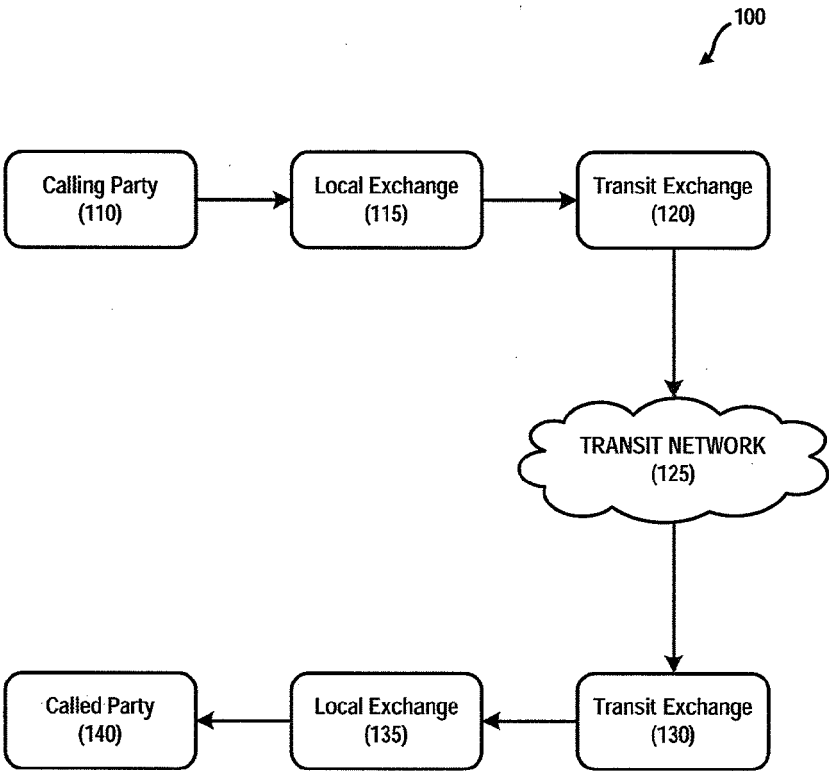 100
Calling Party
(110)
Local Exchange
(115)
Transit Exchange
(120)
TRANSIT NETWORK
(125)
Called Party
(140)
Local Exchange
(135)
Transit Exchange
(130)